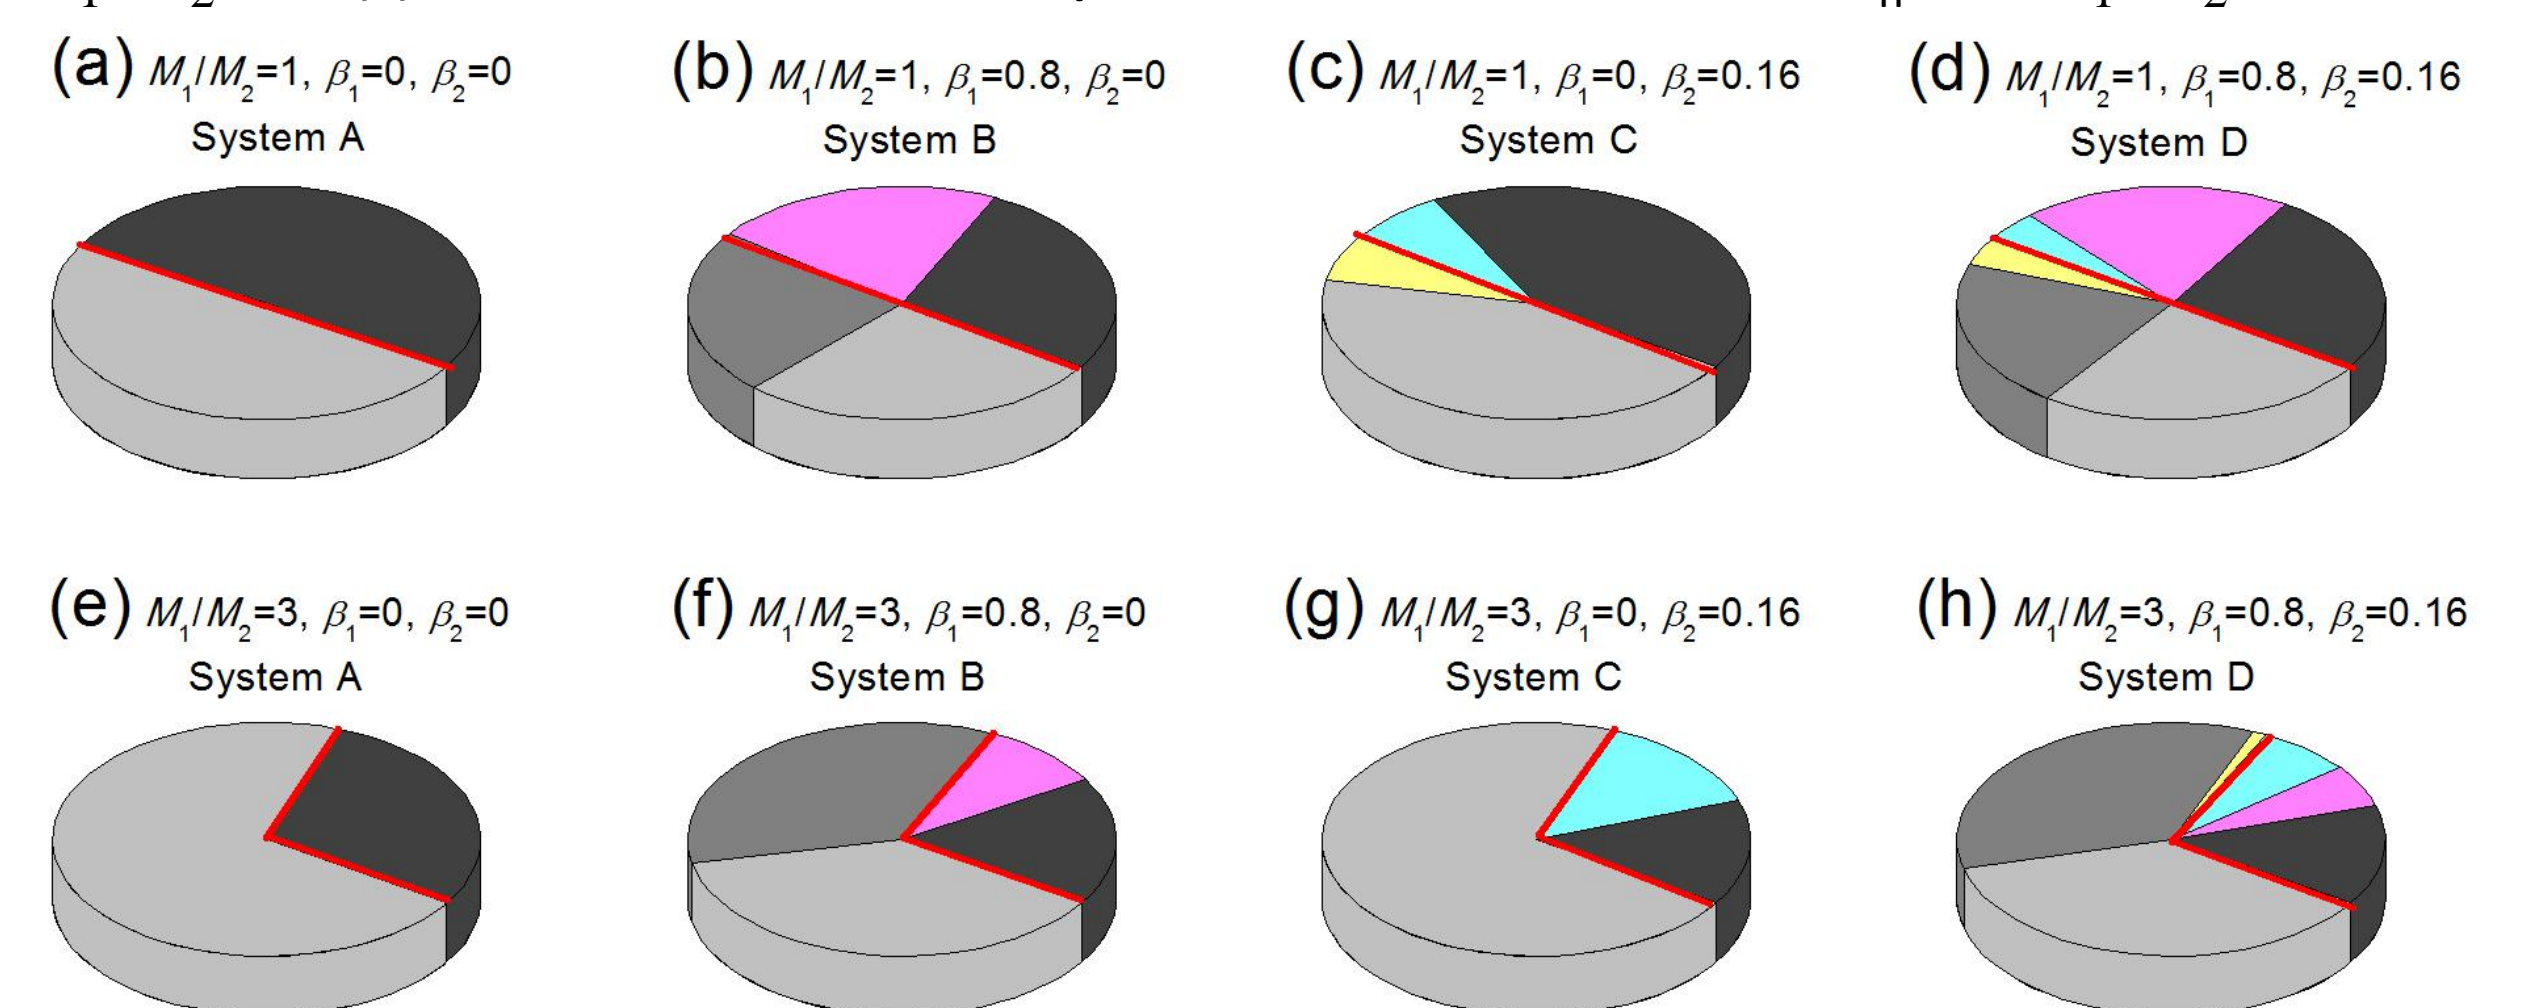 (a) M₁/M₂=1, β₁=0, β₂=0
System A
(b) M₁/M₂=1, β₁=0.8, β₂=0
System B
(c) M₁/M₂=1, β₁=0, β₂=0.16
System C
(d) M₁/M₂=1, β₁=0.8, β₂=0.16
System D
(e) M₁/M₂=3, β₁=0, β₂=0
System A
(f) M₁/M₂=3, β₁=0.8, β₂=0
System B
(g) M₁/M₂=3, β₁=0, β₂=0.16
System C
(h) M₁/M₂=3, β₁=0.8, β₂=0.16
System D